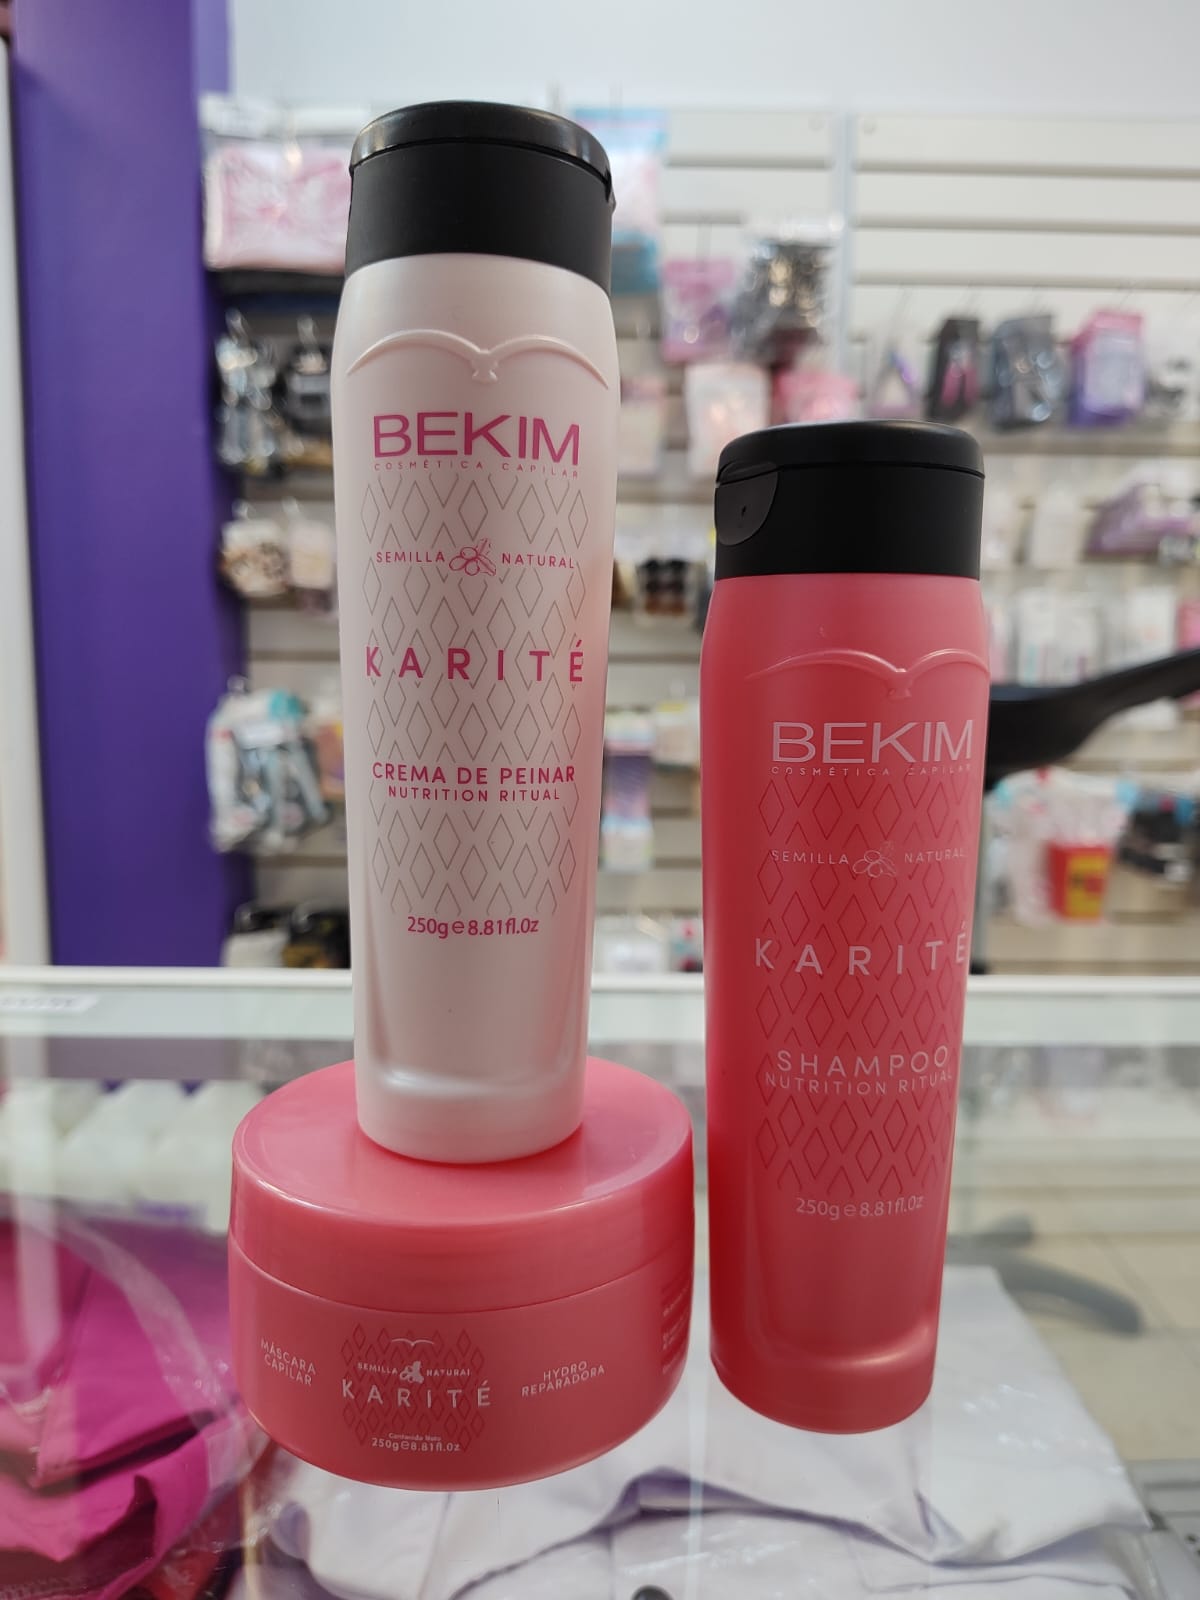 BEKIM
COSMÉTICA CAPILAR
SEMILLA NATURAL
KARITÉ
CREMA DE PEINAR
NUTRITION RITUAL
250g e 8.81fl.oz
BEKIM
COSMÉTICA CAPILAR
SEMILLA NATURAL
KARITÉ
SHAMPOO
NUTRITION RITUAL
250g e 8.81fl.oz
MÁSCARA
CAPILAR
SEMILLA NATURAL
KARITÉ
Contenido Neto
250g e 8.81fl.oz
HYDRO
REPARADORA